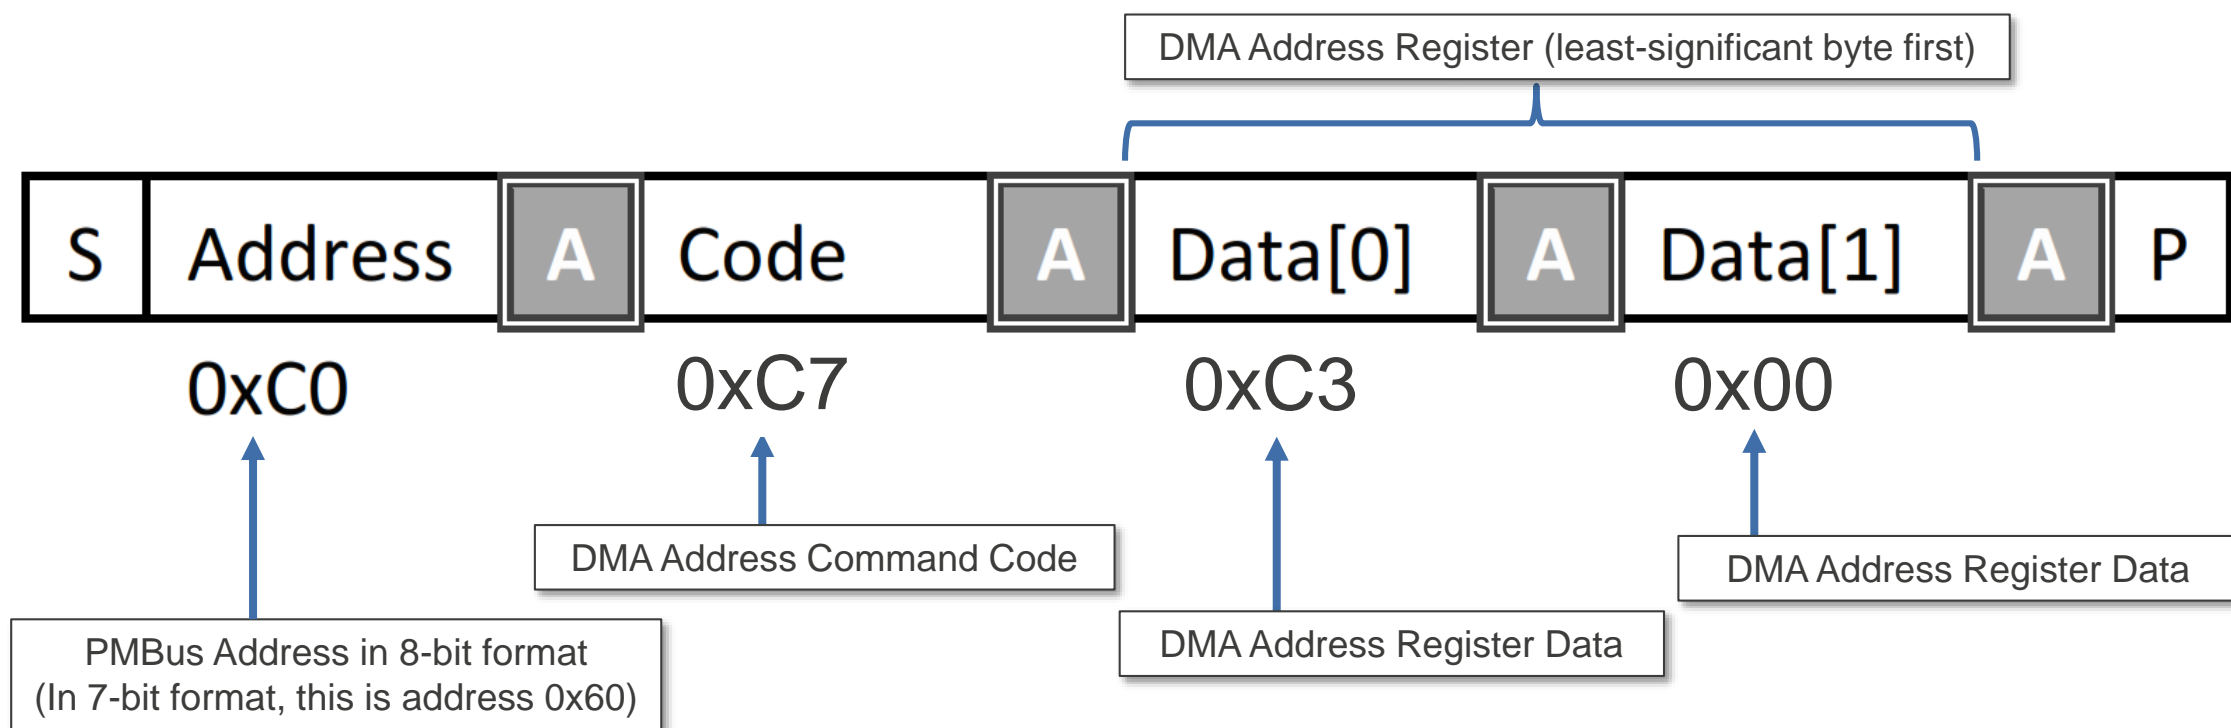 DMA Address Register (least-significant byte first)
S Address A Code A Data[0] A Data[1] A P
0xC0 0xC7 0xC3 0x00
DMA Address Command Code
DMA Address Register Data
DMA Address Register Data
PMBus Address in 8-bit format
(In 7-bit format, this is address 0x60)